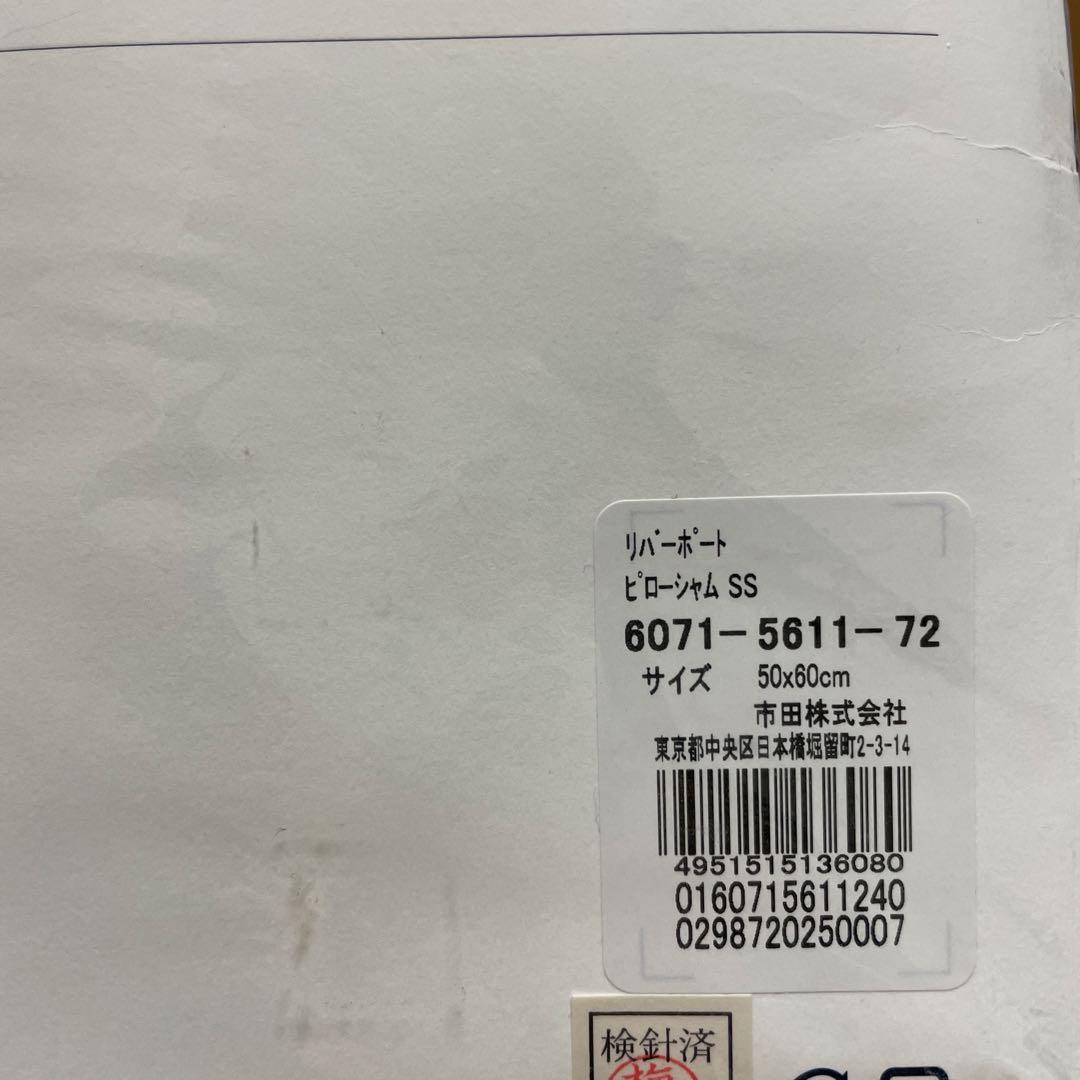 リバーポート
ピローシャム SS
6071-5611-72
サイズ 50x60cm
市田株式会社
東京都中央区日本橋堀留町2-3-14
4951515136080
0160715611240
0298720250007
検針済